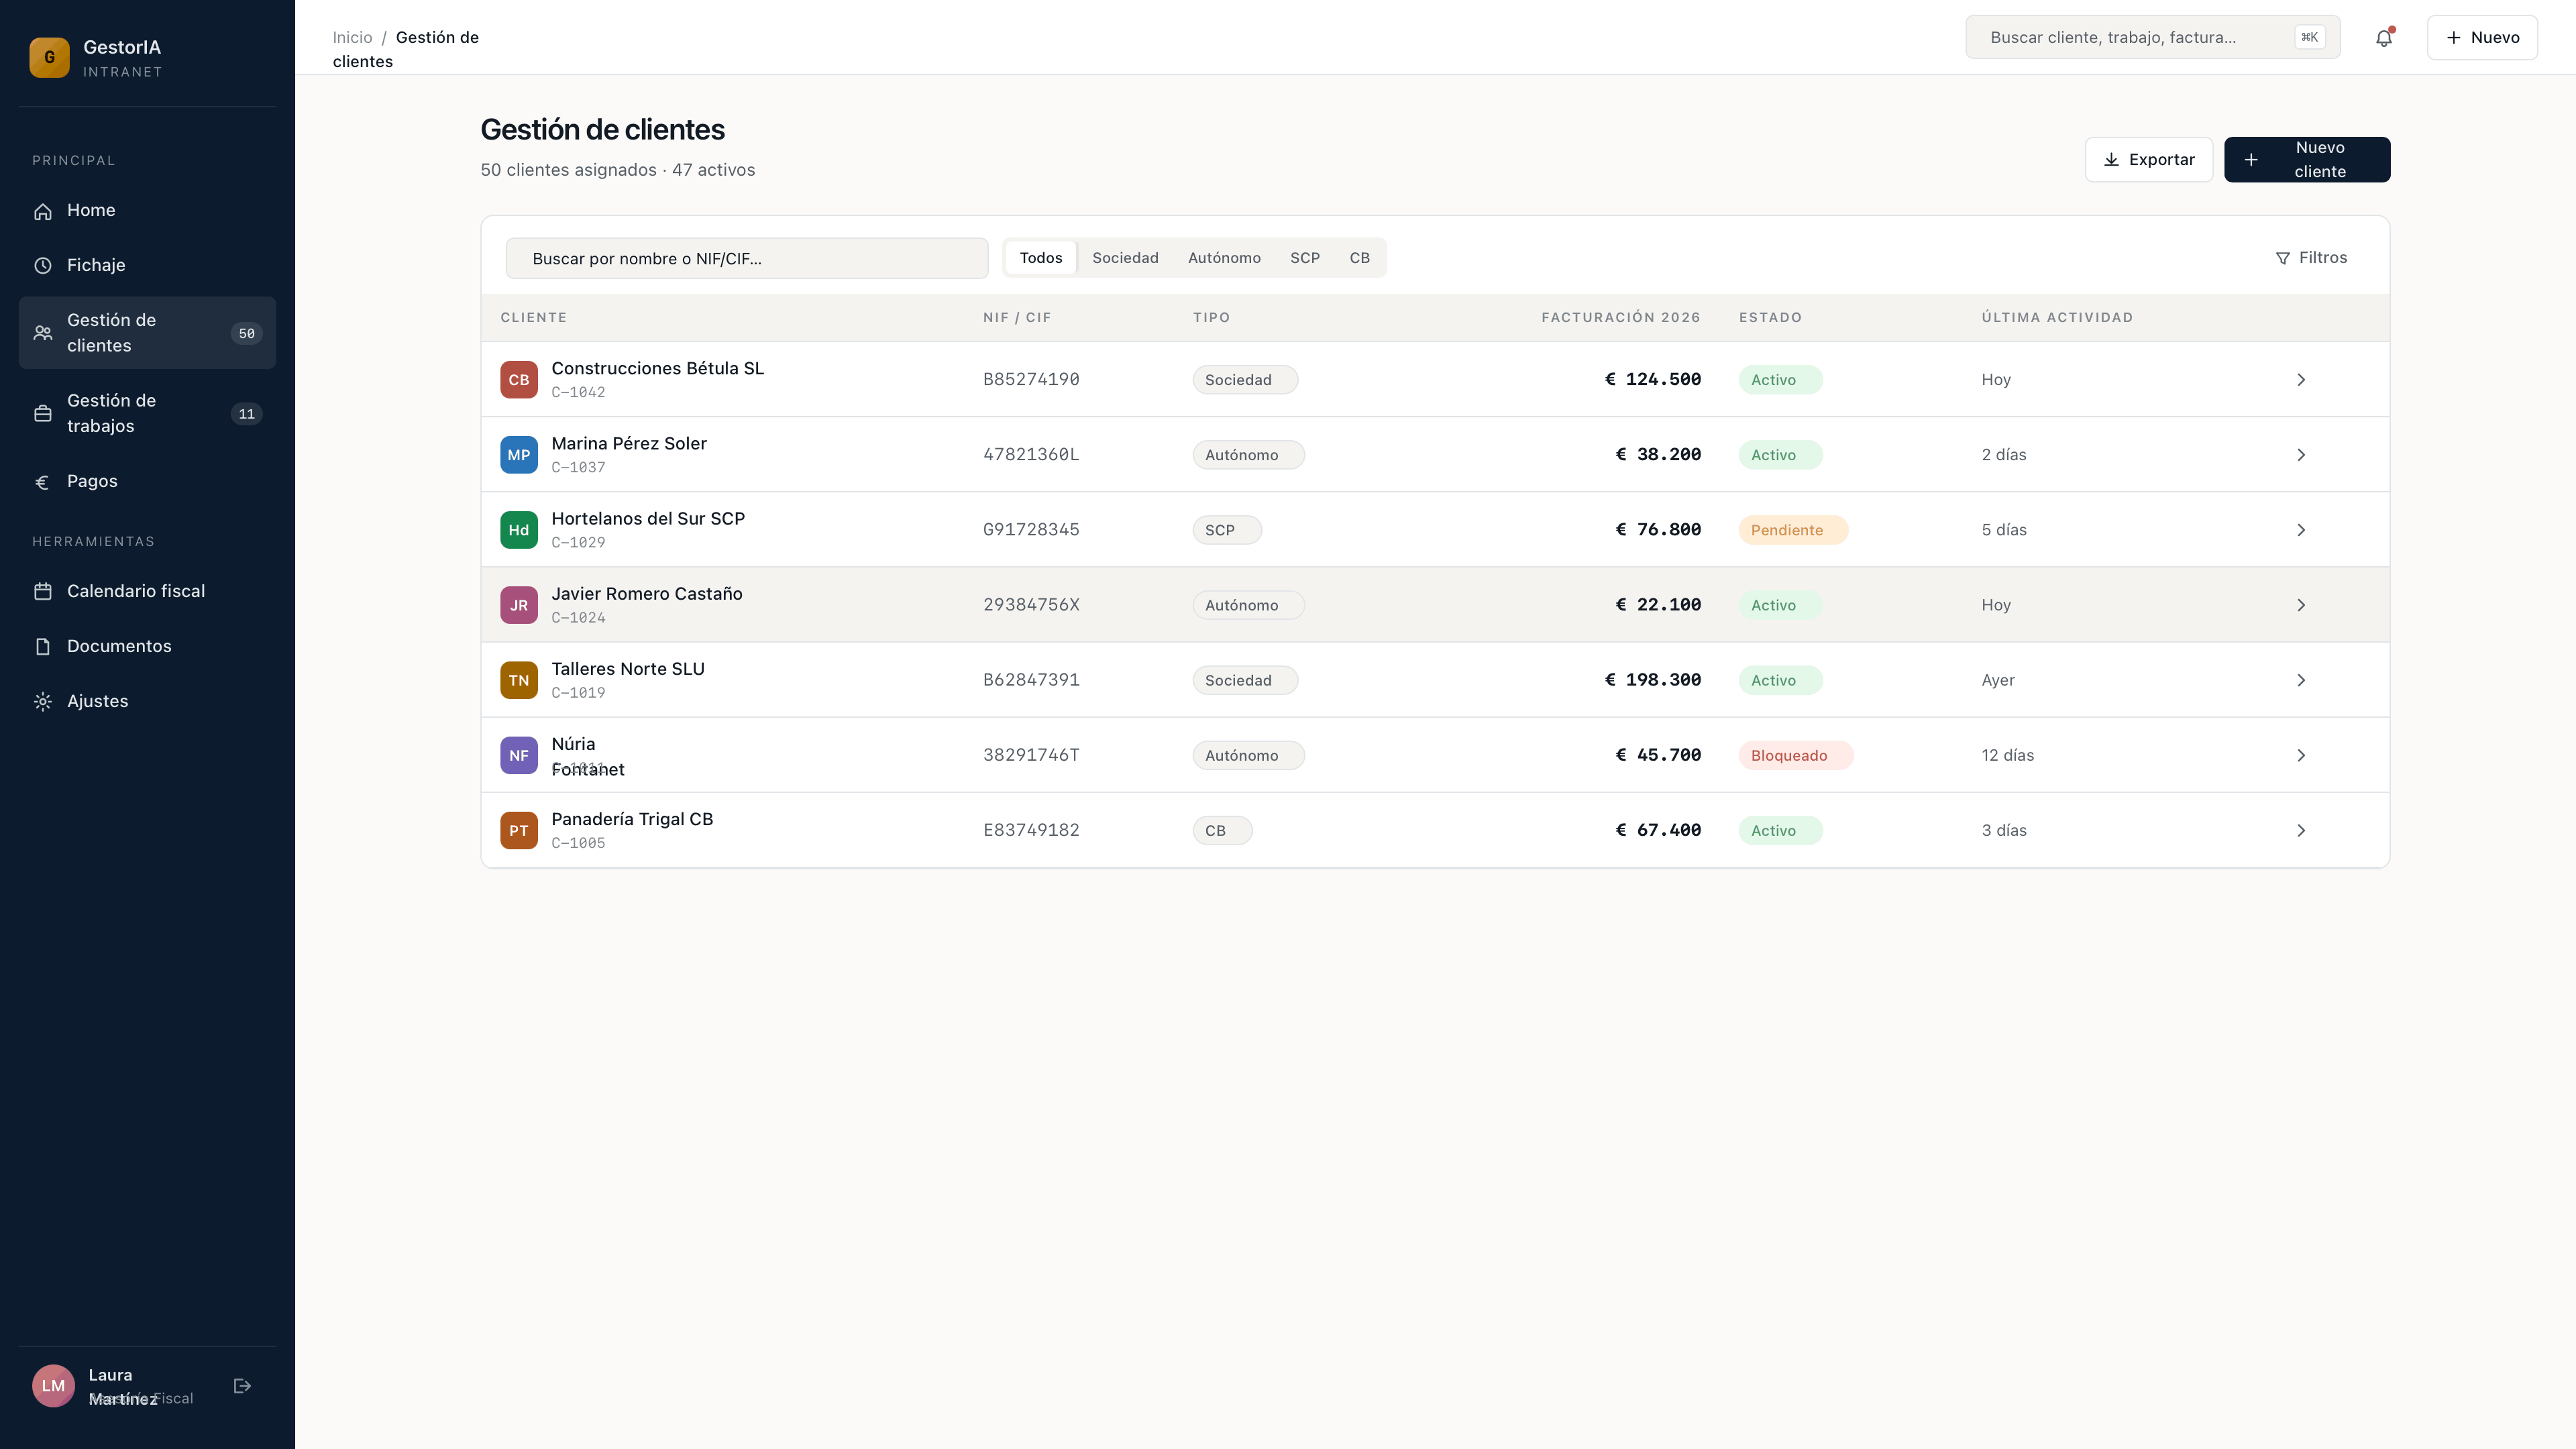 G
GestorIA
INTRANET
PRINCIPAL
Home
Fichaje
Gestión de
clientes
50
Gestión de
trabajos
11
Pagos
HERRAMIENTAS
Calendario fiscal
Documentos
Ajustes
LM
Laura
Martínez
Fiscal
Inicio / Gestión de
clientes
Buscar cliente, trabajo, factura...
⌘K
Nuevo
Gestión de clientes
50 clientes asignados · 47 activos
Exportar
Nuevo
cliente
Buscar por nombre o NIF/CIF...
Todos
Sociedad
Autónomo
SCP
CB
Filtros
CLIENTE NIF / CIF TIPO FACTURACIÓN 2026 ESTADO ÚLTIMA ACTIVIDAD
CB Construcciones Bétula SL B85274190 Sociedad € 124.500 Activo Hoy
C-1042
MP Marina Pérez Soler 47821360L Autónomo € 38.200 Activo 2 días
C-1037
Hd Hortelanos del Sur SCP G91728345 SCP € 76.800 Pendiente 5 días
C-1029
JR Javier Romero Castaño 29384756X Autónomo € 22.100 Activo Hoy
C-1024
TN Talleres Norte SLU B62847391 Sociedad € 198.300 Activo Ayer
C-1019
NF Núria 38291746T Autónomo € 45.700 Bloqueado 12 días
Fontanet
C-1011
PT Panadería Trigal CB E83749182 CB € 67.400 Activo 3 días
C-1005